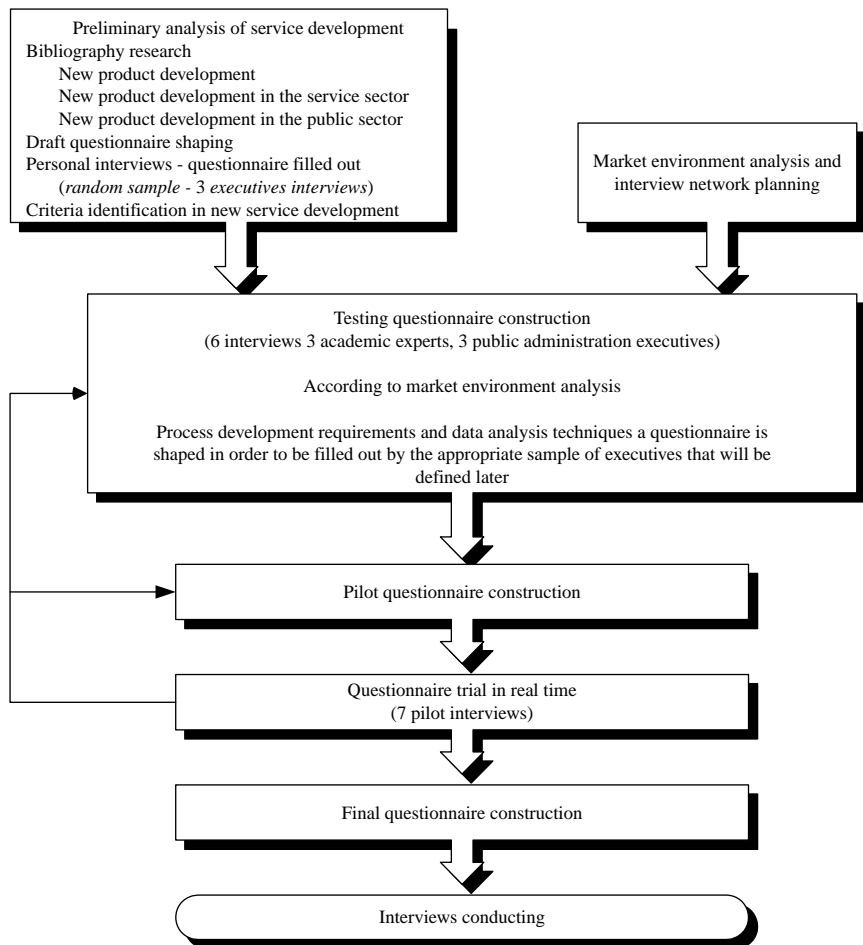 Preliminary analysis of service development
Bibliography research
New product development
New product development in the service sector
New product development in the public sector
Draft questionnaire shaping
Personal interviews - questionnaire filled out
(random sample - 3 executives interviews)
Criteria identification in new service development
Market environment analysis and
interview network planning
Testing questionnaire construction
(6 interviews 3 academic experts, 3 public administration executives)
According to market environment analysis
Process development requirements and data analysis techniques a questionnaire is
shaped in order to be filled out by the appropriate sample of executives that will be
defined later
Pilot questionnaire construction
Questionnaire trial in real time
(7 pilot interviews)
Final questionnaire construction
Interviews conducting